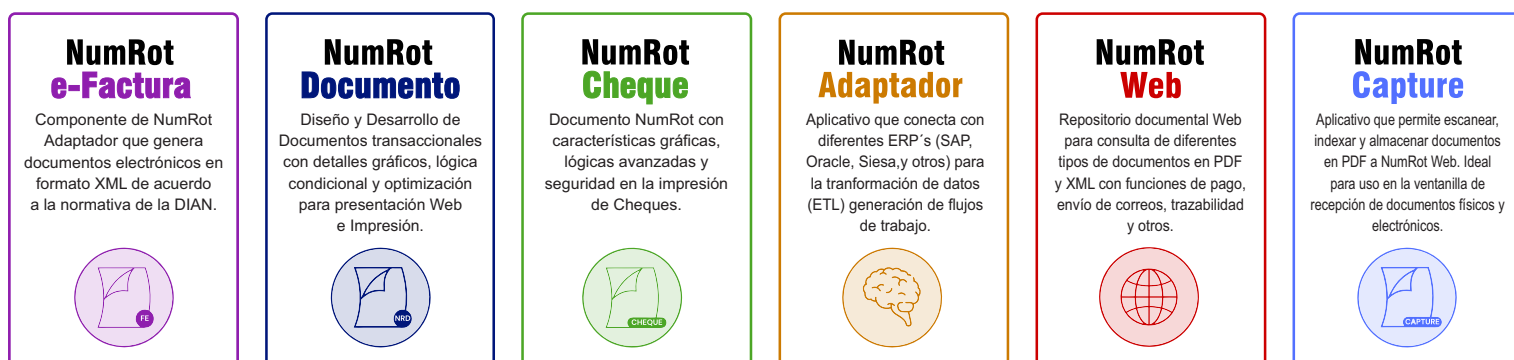 NumRot
e-Factura
Componente de NumRot
Adaptador que genera
documentos electrónicos en
formato XML de acuerdo
a la normativa de la DIAN.
FE
NumRot
Documento
Diseño y Desarrollo de
Documentos transaccionales
con detalles gráficos, lógica
condicional y optimización
para presentación Web
e Impresión.
NRD
NumRot
Cheque
Documento NumRot con
características gráficas,
lógicas avanzadas y
seguridad en la impresión
de Cheques.
CHEQUE
NumRot
Adaptador
Aplicativo que conecta con
diferentes ERP´s (SAP,
Oracle, Siesa,y otros) para
la tranformación de datos
(ETL) generación de flujos
de trabajo.
NumRot
Web
Repositorio documental Web
para consulta de diferentes
tipos de documentos en PDF
y XML con funciones de pago,
envío de correos, trazabilidad
y otros.
NumRot
Capture
Aplicativo que permite escanear,
indexar y almacenar documentos
en PDF a NumRot Web. Ideal
para uso en la ventanilla de
recepción de documentos físicos y
electrónicos.
CAPTURE